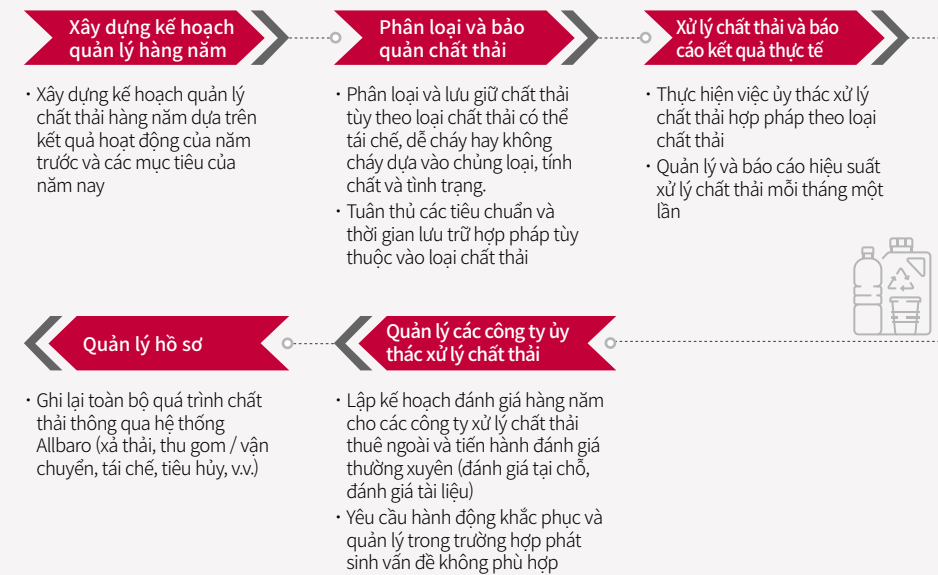 Xây dựng kế hoạch
quản lý hàng năm
・Xây dựng kế hoạch quản lý
chất thải hàng năm dựa trên
kết quả hoạt động của năm
trước và các mục tiêu của
năm nay
Phân loại và bảo
quản chất thải
・Phân loại và lưu giữ chất thải
tùy theo loại chất thải có thể
tái chế, dễ cháy hay không
cháy dựa vào chủng loại, tính
chất và tình trạng.
・Tuân thủ các tiêu chuẩn và
thời gian lưu trữ hợp pháp tùy
thuộc vào loại chất thải
Xử lý chất thải và báo
cáo kết quả thực tế
・Thực hiện việc ủy thác xử lý
chất thải hợp pháp theo loại
chất thải
・Quản lý và báo cáo hiệu suất
xử lý chất thải mỗi tháng một
lần
Quản lý các công ty ủy
thác xử lý chất thải
・Lập kế hoạch đánh giá hàng năm
cho các công ty xử lý chất thải
thuê ngoài và tiến hành đánh giá
thường xuyên (đánh giá tại chỗ,
đánh giá tài liệu)
・Yêu cầu hành động khắc phục và
quản lý trong trường hợp phát
sinh vấn đề không phù hợp
Quản lý hồ sơ
・Ghi lại toàn bộ quá trình chất
thải thông qua hệ thống
Allbaro (xả thải, thu gom / vận
chuyển, tái chế, tiêu hủy, v.v.)